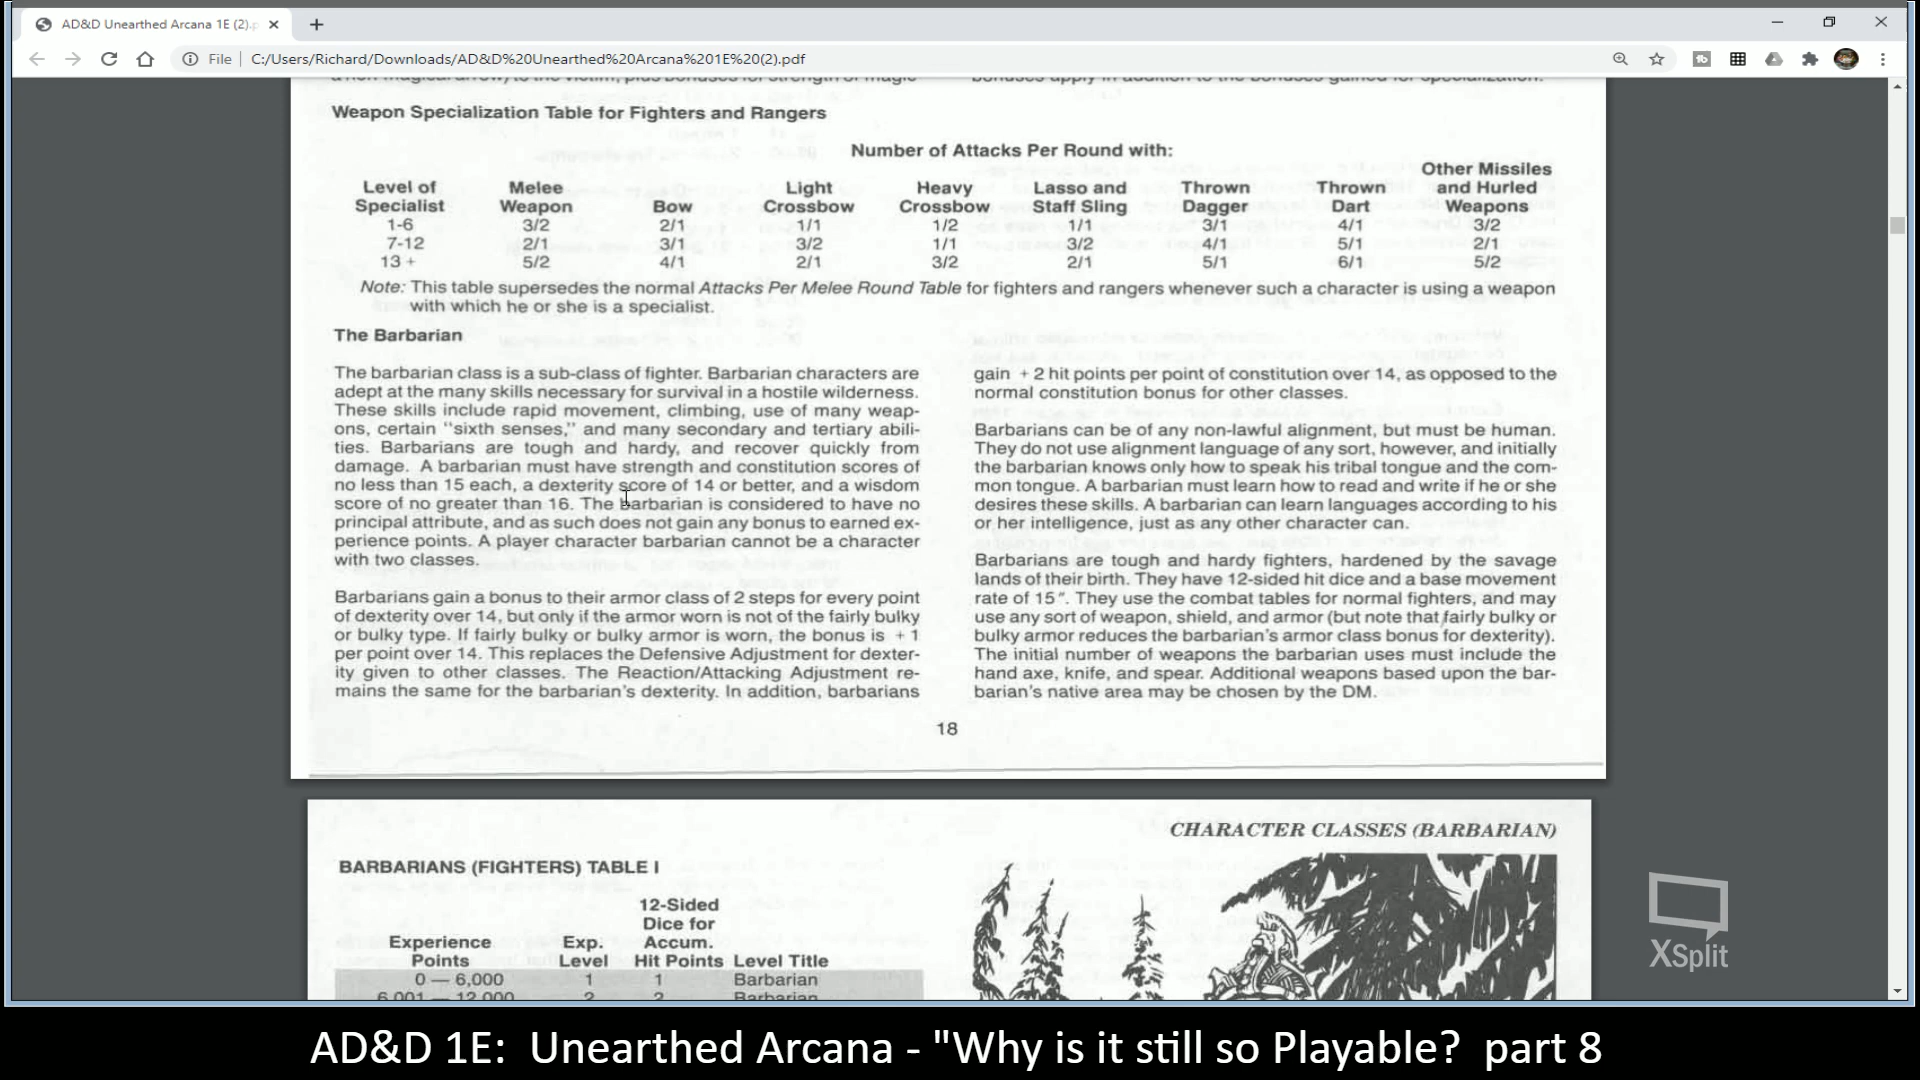 AD&D Unearthed Arcana 1E (2).p
File
C:/Users/Richard/Downloads/AD&D%20Unearthed%20Arcana%201E%20(2).pdf
bonuses apply in addition to the bonuses gained for specialization.
Weapon Specialization Table for Fighters and Rangers
Number of Attacks Per Round with:
Other Missiles
Level of Melee Light Heavy Lasso and Thrown Thrown and Hurled
Specialist Weapon Bow Crossbow Crossbow Staff Sling Dagger Dart Weapons
1-6 3/2 2/1 1/1 1/2 1/1 3/1 4/1 3/2
7-12 2/1 3/1 3/2 1/1 3/2 4/1 5/1 2/1
13 + 5/2 4/1 2/1 3/2 2/1 5/1 6/1 5/2
Note: This table supersedes the normal Attacks Per Melee Round Table for fighters and rangers whenever such a character is using a weapon
with which he or she is a specialist.
The Barbarian
The barbarian class is a sub-class of fighter. Barbarian characters are
adept at the many skills necessary for survival in a hostile wilderness.
These skills include rapid movement, climbing, use of many weap-
ons, certain "sixth senses," and many secondary and tertiary abili-
ties. Barbarians are tough and hardy, and recover quickly from
damage. A barbarian must have strength and constitution scores of
no less than 15 each, a dexterity score of 14 or better, and a wisdom
score of no greater than 16. The barbarian is considered to have no
principal attribute, and as such does not gain any bonus to earned ex-
perience points. A player character barbarian cannot be a character
with two classes.
Barbarians gain a bonus to their armor class of 2 steps for every point
of dexterity over 14, but only if the armor worn is not of the fairly bulky
or bulky type. If fairly bulky or bulky armor is worn, the bonus is +1
per point over 14. This replaces the Defensive Adjustment for dexter-
ity given to other classes. The Reaction/Attacking Adjustment re-
mains the same for the barbarian's dexterity. In addition, barbarians
gain +2 hit points per point of constitution over 14, as opposed to the
normal constitution bonus for other classes.
Barbarians can be of any non-lawful alignment, but must be human.
They do not use alignment language of any sort, however, and initially
the barbarian knows only how to speak his tribal tongue and the com-
mon tongue. A barbarian must learn how to read and write if he or she
desires these skills. A barbarian can learn languages according to his
or her intelligence, just as any other character can.
Barbarians are tough and hardy fighters, hardened by the savage
lands of their birth. They have 12-sided hit dice and a base movement
rate of 15". They use the combat tables for normal fighters, and may
use any sort of weapon, shield, and armor (but note that fairly bulky or
bulky armor reduces the barbarian's armor class bonus for dexterity).
The initial number of weapons the barbarian uses must include the
hand axe, knife, and spear. Additional weapons based upon the bar-
barian's native area may be chosen by the DM.
18
CHARACTER CLASSES (BARBARIAN)
BARBARIANS (FIGHTERS) TABLE I
12-Sided
Dice for
Experience Exp. Accum.
Points Level Hit Points Level Title
0 — 6,000 1 1 Barbarian
6,001 — 12,000 2 2 Barbarian
XSplit
AD&D 1E: Unearthed Arcana - "Why is it still so Playable? part 8